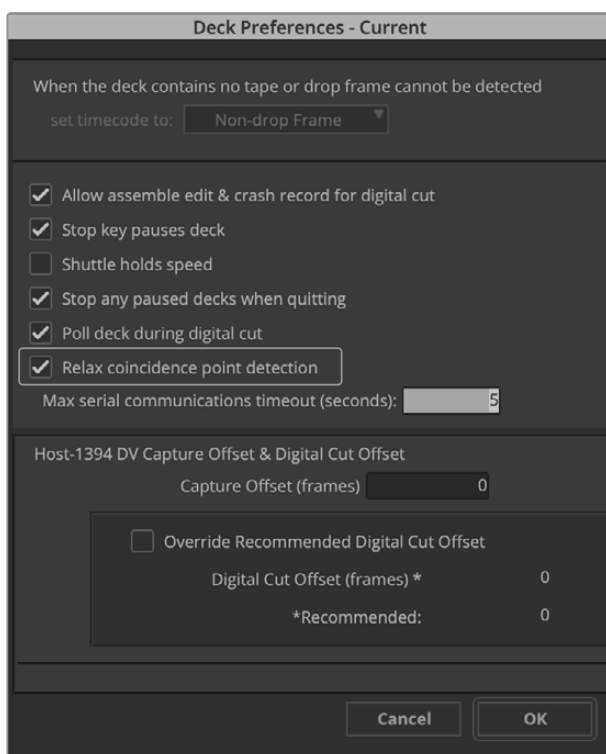 Deck Preferences - Current
When the deck contains no tape or drop frame cannot be detected
set timecode to: Non-drop Frame
Allow assemble edit & crash record for digital cut
Stop key pauses deck
Shuttle holds speed
Stop any paused decks when quitting
Poll deck during digital cut
Relax coincidence point detection
Max serial communications timeout (seconds): 5
Host-1394 DV Capture Offset & Digital Cut Offset
Capture Offset (frames) 0
Override Recommended Digital Cut Offset
Digital Cut Offset (frames) * 0
*Recommended: 0
Cancel OK